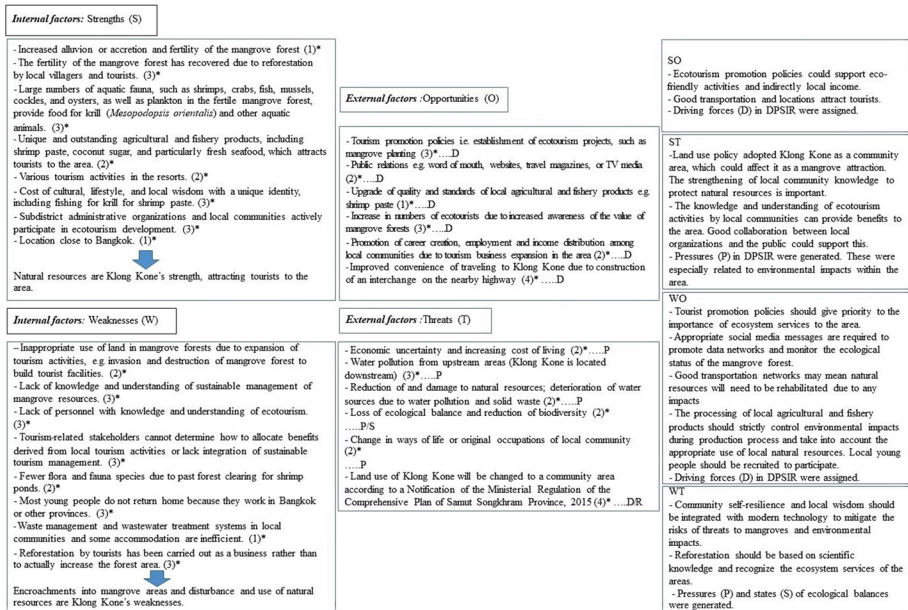 Internal factors: Strengths (S)
- Increased alluvion or accretion and fertility of the mangrove forest (1)*
- The fertility of the mangrove forest has recovered due to reforestation
by local villagers and tourists. (3)*
- Large numbers of aquatic fauna, such as shrimps, crabs, fish, mussels,
cockles, and oysters, as well as plankton in the fertile mangrove forest,
provide food for krill (Mesopodopsis orientalis) and other aquatic
animals. (3)*
- Unique and outstanding agricultural and fishery products, including
shrimp paste, coconut sugar, and particularly fresh seafood, which attracts
tourists to the area. (2)*
- Various tourism activities in the resorts. (2)*
- Cost of cultural, lifestyle, and local wisdom with a unique identity,
including fishing for krill for shrimp paste. (3)*
- Subdistrict administrative organizations and local communities actively
participate in ecotourism development. (3)*
- Location close to Bangkok. (1)*
Natural resources are Klong Kone's strength, attracting tourists to the
area.
Internal factors: Weaknesses (W)
–Inappropriate use of land in mangrove forests due to expansion of
tourism activities, e.g. invasion and destruction of mangrove forest to
build tourist facilities. (2)*
- Lack of knowledge and understanding of sustainable management of
mangrove resources. (3)*
- Lack of personnel with knowledge and understanding of ecotourism.
(3)*
-Tourism-related stakeholders cannot determine how to allocate benefits
derived from local tourism activities or lack integration of sustainable
tourism management. (3)*
- Fewer flora and fauna species due to past forest clearing for shrimp
ponds. (2)*
- Most young people do not return home because they work in Bangkok
or other provinces. (3)*
-Waste management and wastewater treatment systems in local
communities and some accommodation are inefficient. (1)*
- Reforestation by tourists has been carried out as a business rather than
to actually increase the forest area. (3)*
Encroachments into mangrove areas and disturbance and use of natural
resources are Klong Kone's weaknesses.
External factors :Opportunities (O)
-Tourism promotion policies i.e. establishment of ecotourism projects, such as
mangrove planting (3)*…..D
-Public relations e.g. word of mouth, websites, travel magazines, or TV media
(2)*…..D
-Upgrade of quality and standards of local agricultural and fishery products e.g.
shrimp paste (1)*…..D
-Increase in numbers of ecotourists due to increased awareness of the value of
mangrove forests (3)*…..D
-Promotion of career creation, employment and income distribution among
local communities due to tourism business expansion in the area (2)*…..D
-Improved convenience of traveling to Klong Kone due to construction
of an interchange on the nearby highway (4)* …..D
External factors :Threats (T)
- Economic uncertainty and increasing cost of living (2)*…..P
- Water pollution from upstream areas (Klong Kone is located
downstream) (3)*…..P
- Reduction of and damage to natural resources; deterioration of water
sources due to water pollution and solid waste (2)*…..P
- Loss of ecological balance and reduction of biodiversity (2)*
…..P/S
- Change in ways of life or original occupations of local community
(2)*
…..P
- Land use of Klong Kone will be changed to a community area
according to a Notification of the Ministerial Regulation of the
Comprehensive Plan of Samut Songkhram Province, 2015 (4)* …..D/R
SO
- Ecotourism promotion policies could support eco-
friendly activities and indirectly local income.
- Good transportation and locations attract tourists.
- Driving forces (D) in DPSIR were assigned.
ST
-Land use policy adopted Klong Kone as a community
area, which could affect it as a mangrove attraction.
The strengthening of local community knowledge to
protect natural resources is important.
- The knowledge and understanding of ecotourism
activities by local communities can provide benefits to
the area. Good collaboration between local
organizations and the public could support this.
- Pressures (P) in DPSIR were generated. These were
especially related to environmental impacts within the
area.
WO
- Tourist promotion policies should give priority to the
importance of ecosystem services to the area.
- Appropriate social media messages are required to
promote data networks and monitor the ecological
status of the mangrove forest.
- Good transportation networks may mean natural
resources will need to be rehabilitated due to any
impacts
- The processing of local agricultural and fishery
products should strictly control environmental impacts
during production process and take into account the
appropriate use of local natural resources. Local young
people should be recruited to participate.
- Driving forces (D) in DPSIR were assigned.
WT
- Community self-resilience and local wisdom should
be integrated with modern technology to mitigate the
risks of threats to mangroves and environmental
impacts.
- Reforestation should be based on scientific
knowledge and recognize the ecosystem services of the
areas.
- Pressures (P) and states (S) of ecological balances
were generated.